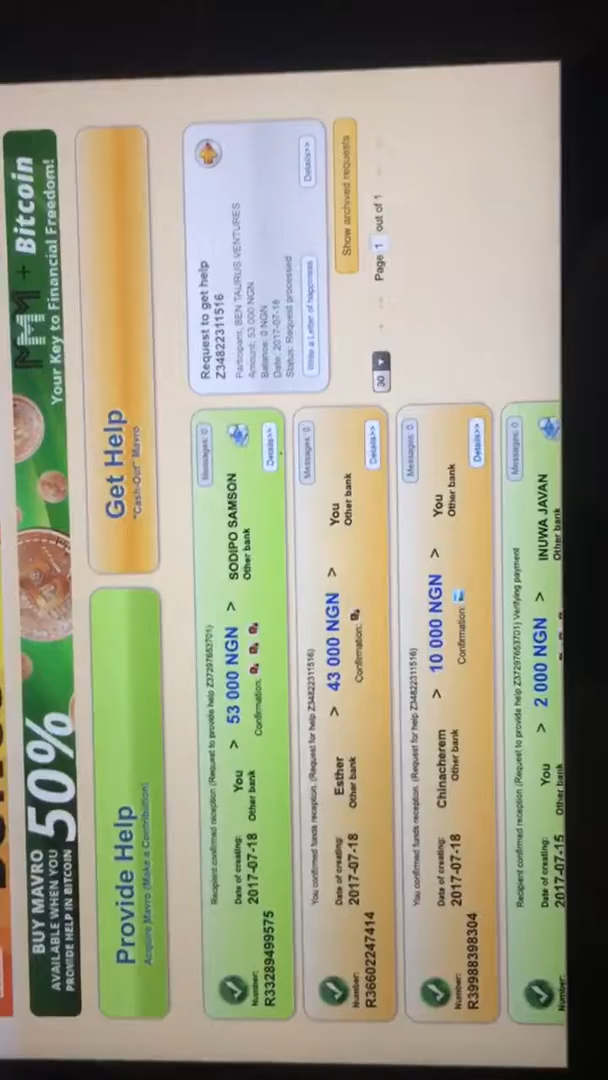 BUY MAVRO
AVAILABLE WHEN YOU
PROVIDE HELP IN BITCOIN
50%
MMM + Bitcoin
Your Key to Financial Freedom!
Provide Help
Acquire Mavro (Make a Contribution)
Get Help
"Cash-Out" Mavro
Recipient confirmed reception (Request to provide help Z37297653701)
Messages: 0
Number:
R33289499575
Date of creating:
2017-07-18
You
Other bank
> 53 000 NGN >
Confirmation:
SODIPO SAMSON
Other bank
Details>>
You confirmed funds reception. (Request for help Z34822311516)
Messages: 0
Number:
R36602247414
Date of creating:
2017-07-18
Esther
Other bank
> 43 000 NGN >
Confirmation:
You
Other bank
Details>>
You confirmed funds reception. (Request for help Z34822311516)
Messages: 0
Number:
R39988398304
Date of creating:
2017-07-18
Chinacherem
Other bank
> 10 000 NGN >
Confirmation:
You
Other bank
Details>>
Recipient confirmed reception (Request to provide help Z37297653701) Verifying payment
Messages: 0
Number:
Date of creating:
2017-07-15
You
Other bank
> 2 000 NGN >
INUWA JAVAN
Other bank
Request to get help
Z34822311516
Participant: BEN TAURUS VENTURES
Amount: 53 000 NGN
Balance: 0 NGN
Date: 2017-07-18
Status: Request processed
Write a Letter of happiness
Details>>
Show archived requests
30
Page 1 out of 1